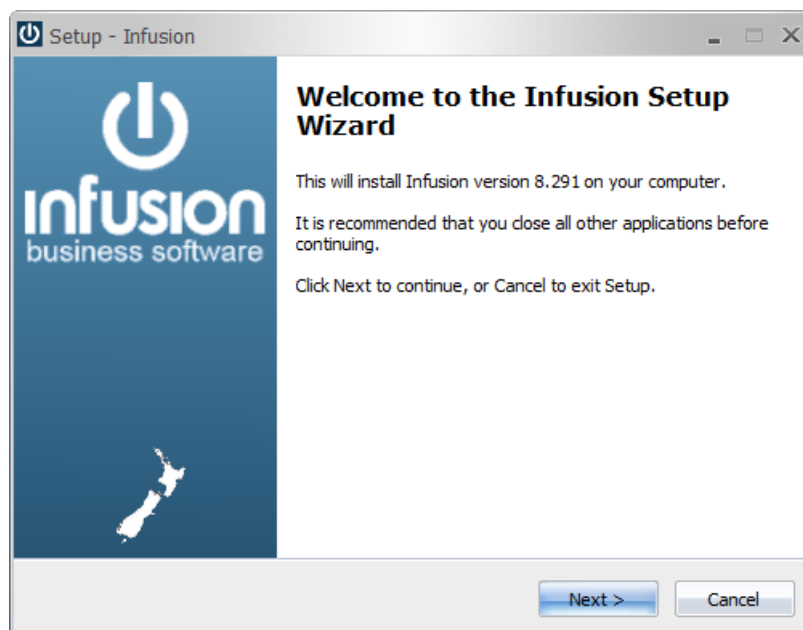 Setup - Infusion
infusion
business software
Welcome to the Infusion Setup
Wizard
This will install Infusion version 8.291 on your computer.
It is recommended that you close all other applications before
continuing.
Click Next to continue, or Cancel to exit Setup.
Next >
Cancel